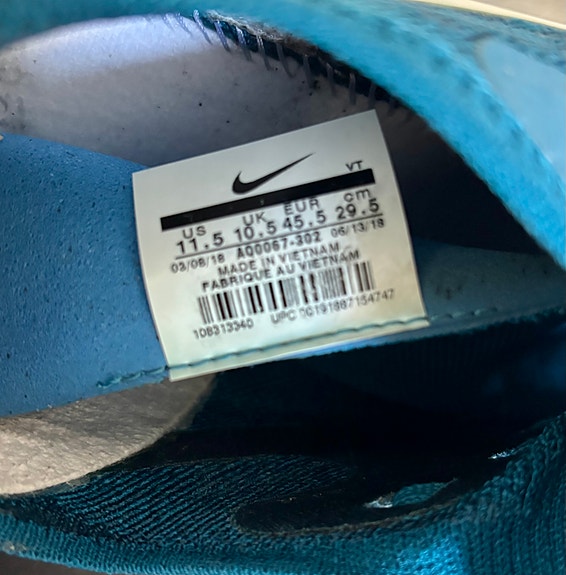 VT
US UK EUR cm
11.5 10.5 45.5 29.5
03/08/18 AO0067-302 06/13/18
MADE IN VIETNAM
FABRIQUE AU VIETNAM
108313340 UPC 00191887154747